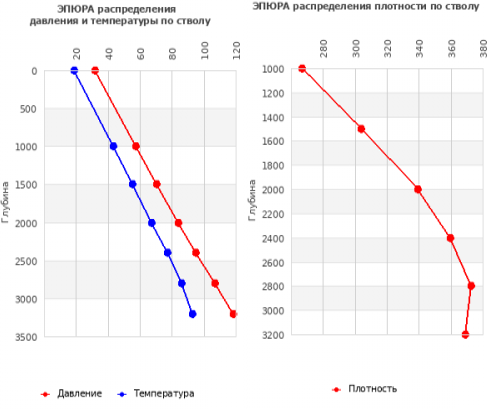 ЭПЮРА распределения
давления и температуры по стволу
20 40 60 80 100 120
0
500
1000
1500
2000
2500
3000
3500
Глубина
Давление Температура
ЭПЮРА распределения плотности по стволу
280 300 320 340 360 380
1000
1200
1400
1600
1800
2000
2200
2400
2600
2800
3000
3200
Глубина
Плотность